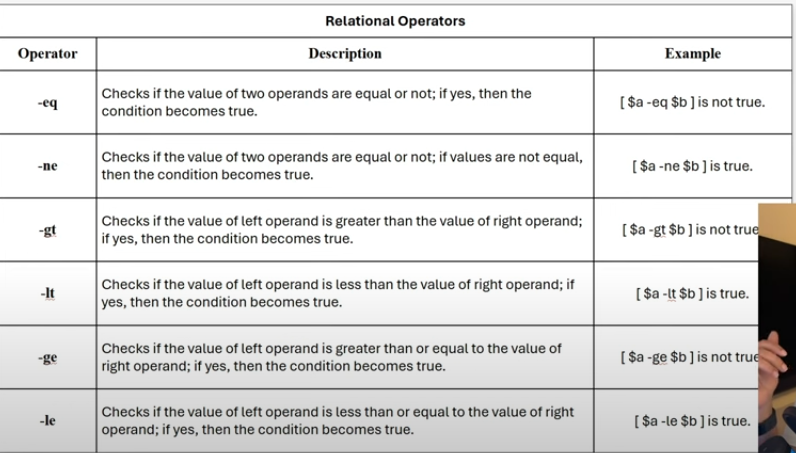 Relational Operators
Operator Description Example
-eq
Checks if the value of two operands are equal or not; if yes, then the
condition becomes true.
[ $a -eq $b ] is not true.
-ne
Checks if the value of two operands are equal or not; if values are not equal,
then the condition becomes true.
[ $a -ne $b ] is true.
-gt
Checks if the value of left operand is greater than the value of right operand;
if yes, then the condition becomes true.
[ $a -gt $b ] is not true
-lt
Checks if the value of left operand is less than the value of right operand; if
yes, then the condition becomes true.
[ $a -lt $b ] is true.
-ge
Checks if the value of left operand is greater than or equal to the value of
right operand; if yes, then the condition becomes true.
[ $a -ge $b ] is not true
-le
Checks if the value of left operand is less than or equal to the value of right
operand; if yes, then the condition becomes true.
[ $a -le $b ] is true.